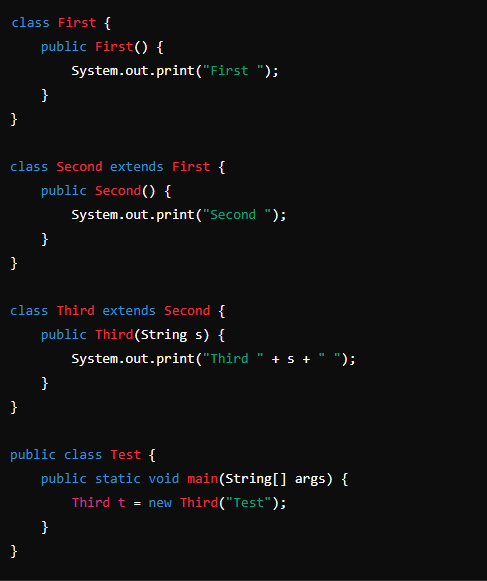 class First {
    public First() {
        System.out.print("First ");
    }
}

class Second extends First {
    public Second() {
        System.out.print("Second ");
    }
}

class Third extends Second {
    public Third(String s) {
        System.out.print("Third " + s + " ");
    }
}

public class Test {
    public static void main(String[] args) {
        Third t = new Third("Test");
    }
}